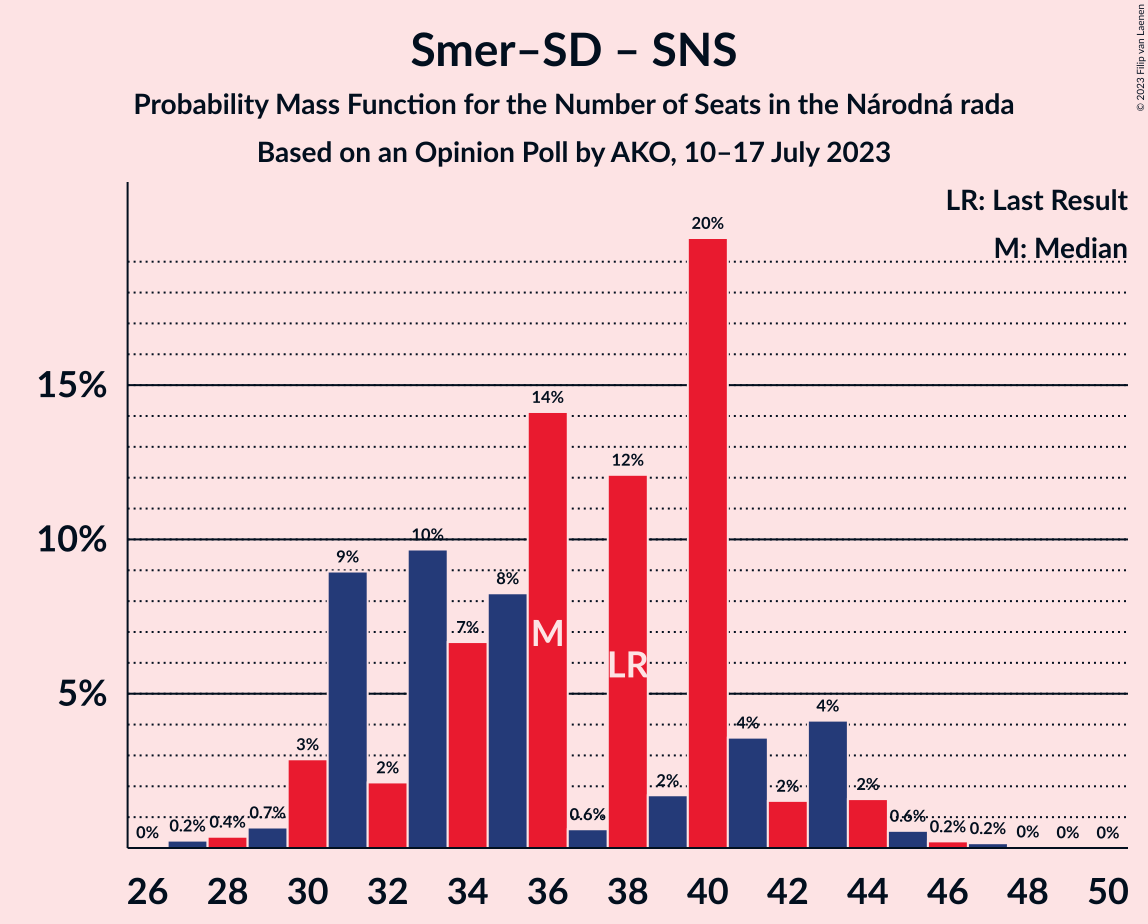 Smer–SD – SNS
Probability Mass Function for the Number of Seats in the Národná rada
Based on an Opinion Poll by AKO, 10–17 July 2023
© 2023 Filip van Laenen
LR: Last Result
M: Median
15%
10%
5%
0% 0.2% 0.4% 0.7% 3% 9% 2% 10% 7% 8% 14% 0.6% 12% 2% 20% 4% 2% 4% 2% 0.6% 0.2% 0.2% 0% 0% 0%
M
LR
26 28 30 32 34 36 38 40 42 44 46 48 50